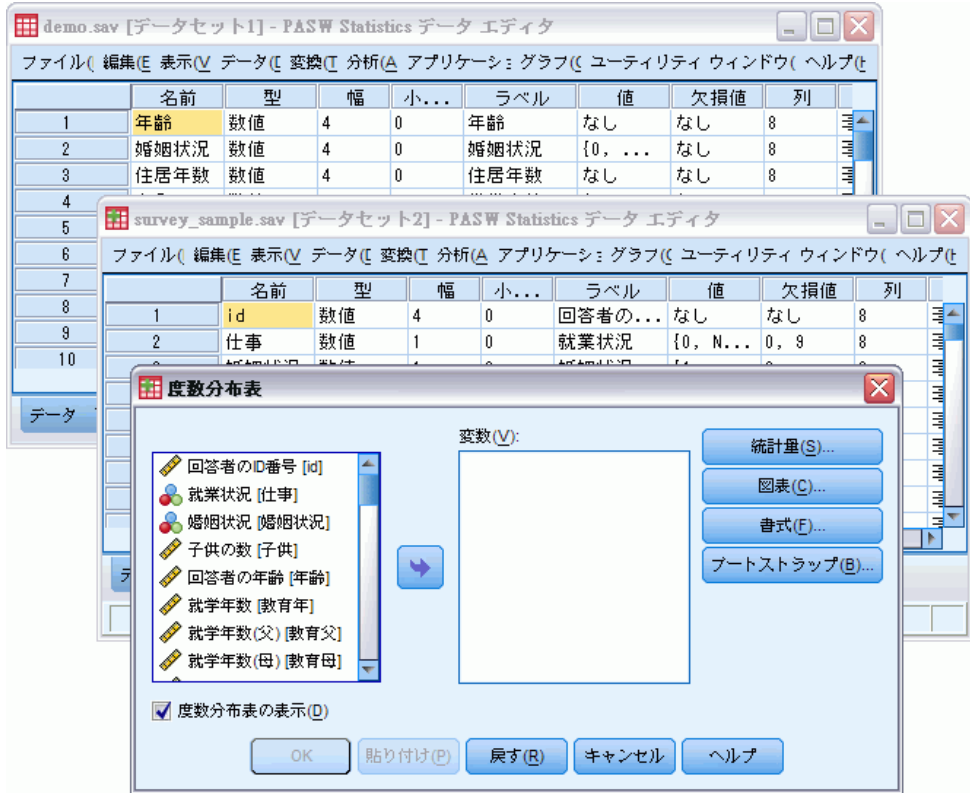 demo.sav [データセット1] - PASW Statistics データ エディタ
ファイル( 編集(E 表示(V データ(D 変換(T 分析(A アプリケーショ グラフ(G ユーティリティ ウィンドウ( ヘルプ(H
名前 型 幅 小... ラベル 値 欠損値 列
1 年齢 数値 4 0 年齢 なし なし 8
2 婚姻状況 数値 4 0 婚姻状況 {0, ... なし 8
3 住居年数 数値 4 0 住居年数 なし なし 8
4
5
6
7
8
9
10
データ
survey_sample.sav [データセット2] - PASW Statistics データ エディタ
ファイル( 編集(E 表示(V データ(D 変換(T 分析(A アプリケーショ グラフ(G ユーティリティ ウィンドウ( ヘルプ(H
名前 型 幅 小... ラベル 値 欠損値 列
1 id 数値 4 0 回答者の... なし なし 8
2 仕事 数値 1 0 就業状況 {0, N... 0, 9 8
度数分布表
変数(V):
回答者のID番号 [id]
就業状況 [仕事]
婚姻状況 [婚姻状況]
子供の数 [子供]
回答者の年齢 [年齢]
就学年数 [教育年]
就学年数(父) [教育父]
就学年数(母) [教育母]
統計量(S)...
図表(C)...
書式(F)...
ブートストラップ(B)...
度数分布表の表示(D)
OK 貼り付け(P) 戻す(R) キャンセル ヘルプ